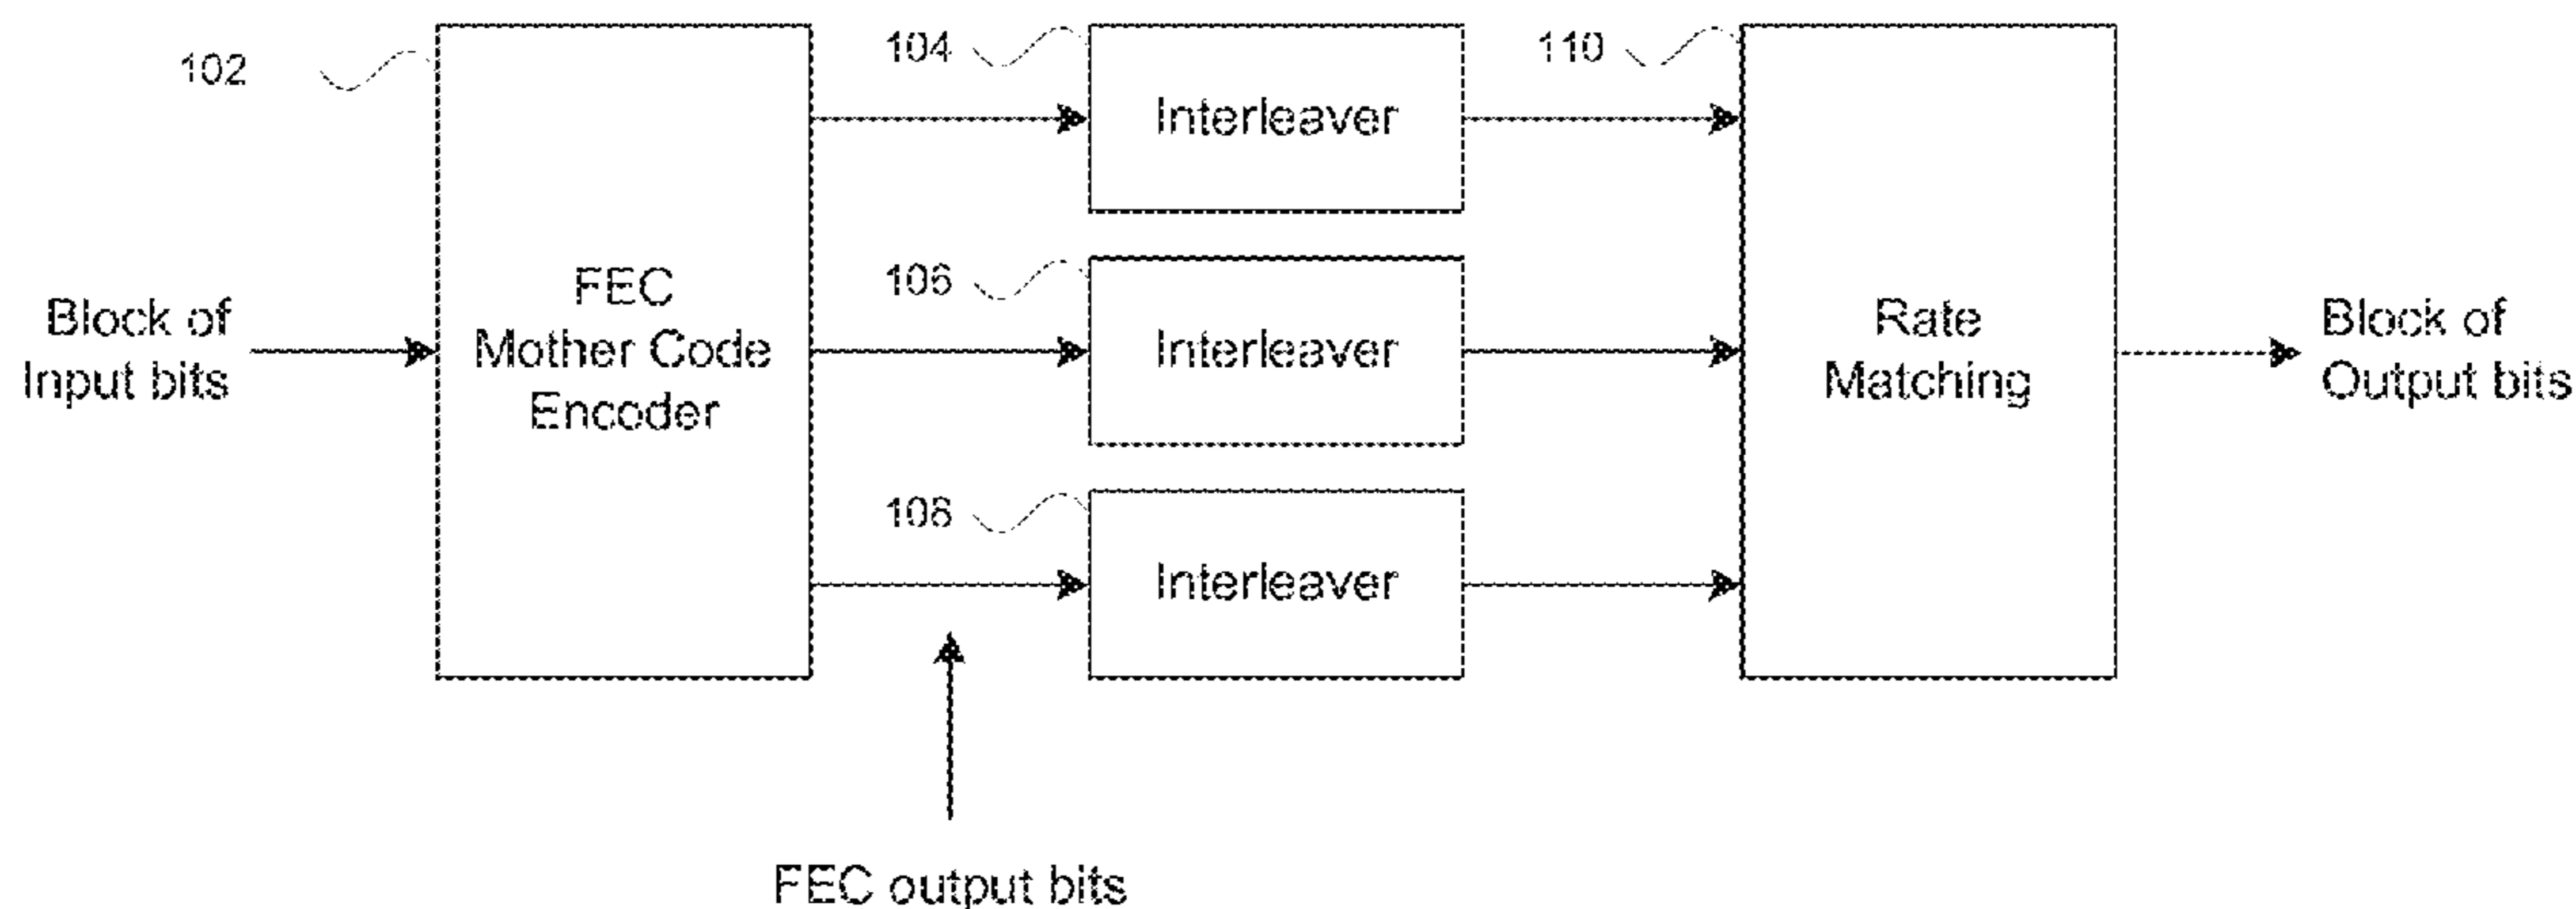 102
104
110
Interleaver
Block of
Input bits
FEC
Mother Code
Encoder
106
Interleaver
Rate
Matching
Block of
Output bits
108
Interleaver
FEC output bits